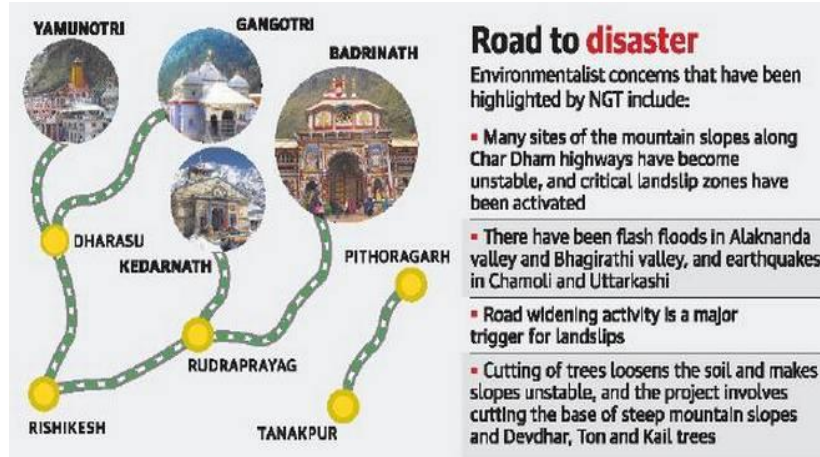 YAMUNOTRI
GANGOTRI
BADRINATH
DHARASU
KEDARNATH
PITHORAGARH
RUDRAPRAYAG
RISHIKESH
TANAKPUR
Road to disaster
Environmentalist concerns that have been
highlighted by NGT include:
▪ Many sites of the mountain slopes along
Char Dham highways have become
unstable, and critical landslip zones have
been activated
▪ There have been flash floods in Alaknanda
valley and Bhagirathi valley, and earthquakes
in Chamoli and Uttarkashi
▪ Road widening activity is a major
trigger for landslips
▪ Cutting of trees loosens the soil and makes
slopes unstable, and the project involves
cutting the base of steep mountain slopes
and Devdhar, Ton and Kail trees